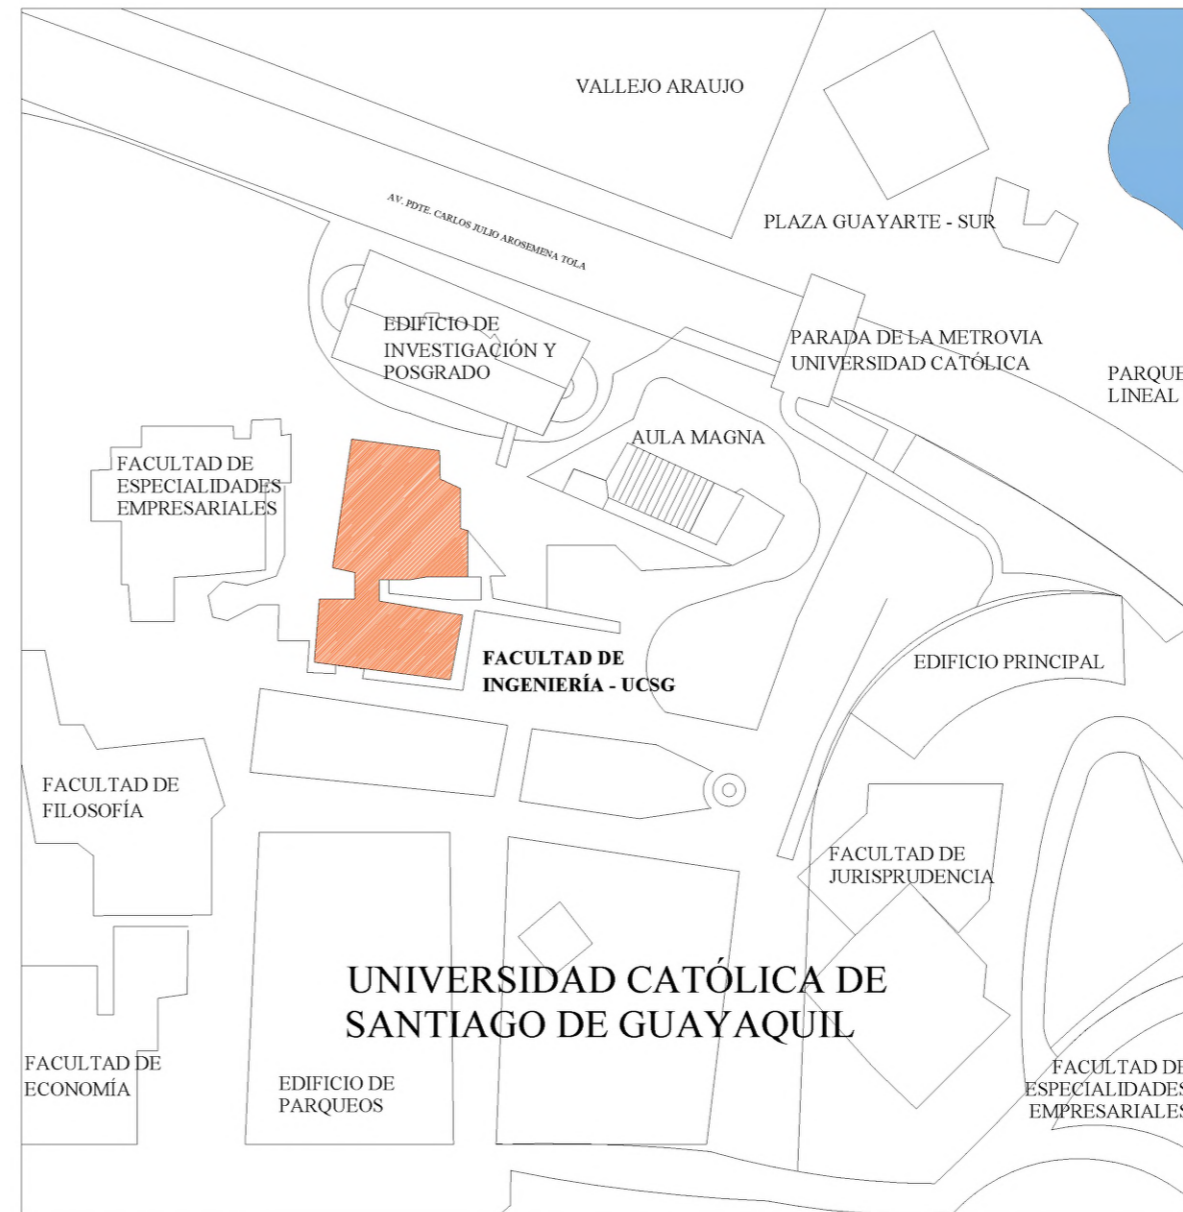 VALLEJO ARAUJO
AV. PDTE. CARLOS JULIO AROSEMENA TOLA
PLAZA GUAYARTE - SUR
EDIFICIO DE
INVESTIGACIÓN Y
POSGRADO
PARADA DE LA METROVIA
UNIVERSIDAD CATÓLICA
PARQUE
LINEAL
AULA MAGNA
FACULTAD DE
ESPECIALIDADES
EMPRESARIALES
FACULTAD DE
INGENIERÍA - UCSG
EDIFICIO PRINCIPAL
FACULTAD DE
FILOSOFÍA
FACULTAD DE
JURISPRUDENCIA
UNIVERSIDAD CATÓLICA DE
SANTIAGO DE GUAYAQUIL
FACULTAD DE
ECONOMÍA
EDIFICIO DE
PARQUEOS
FACULTAD DE
ESPECIALIDADES
EMPRESARIALES